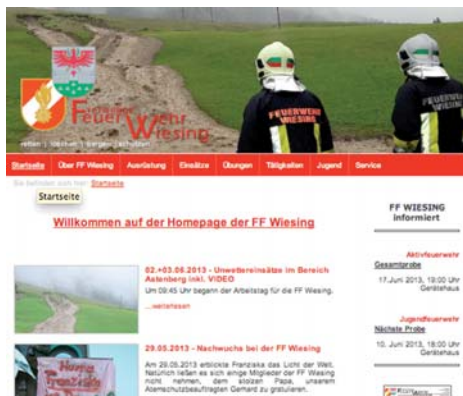 Freiwillige
FeuerWehr
Wiesing
retten | löschen | bergen | schützen
FEUERWEHR
WIESING
FEUERWEHR
WIESING
Startseite Über FF Wiesing Ausrüstung Einsätze Übungen Tätigkeiten Jugend Service
Sie befinden sich hier: Startseite
Startseite
Willkommen auf der Homepage der FF Wiesing
02.+03.06.2013 - Unwettereinsätze im Bereich
Astenberg inkl. VIDEO
Um 09:45 Uhr begann der Arbeitstag für die FF Wiesing.
...weiterlesen
29.05.2013 - Nachwuchs bei der FF Wiesing
Am 29.05.2013 erblickte Franziska das Licht der Welt.
Natürlich ließen es sich einige Mitglieder der FF Wiesing
nicht nehmen, dem stolzen Papa, unserem
Atemschutzbeauftragten Gerhard zu gratulieren.
Hurra
Franziska
FF WIESING
informiert
Aktivfeuerwehr
Gesamtprobe
17.Juni 2013, 19:00 Uhr
Gerätehaus
Jugendfeuerwehr
Nächste Probe
10. Juni 2013, 18:00 Uhr
Gerätehaus